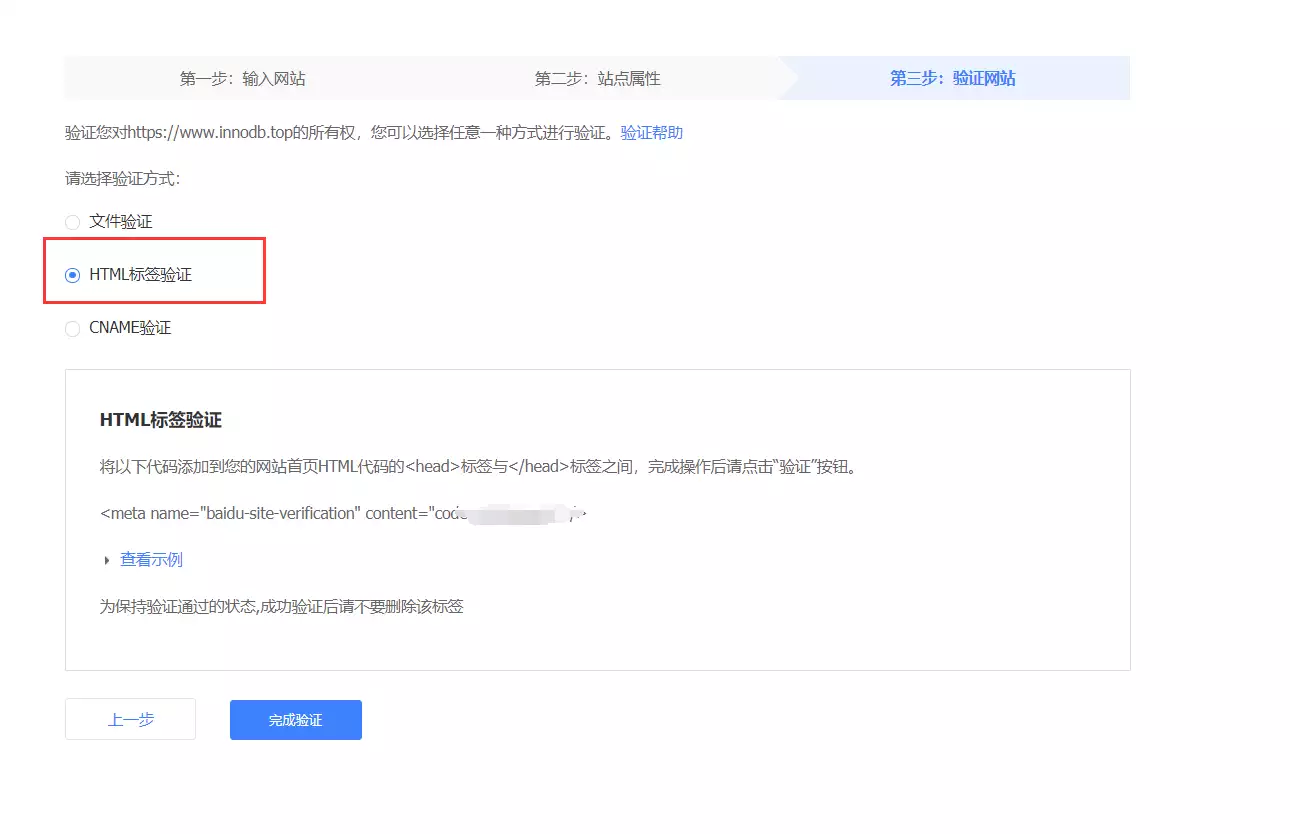 第一步：输入网站 第二步：站点属性 第三步：验证网站
验证您对https://www.innodb.top的所有权，您可以选择任意一种方式进行验证。验证帮助
请选择验证方式：
文件验证
HTML标签验证
CNAME验证
HTML标签验证
将以下代码添加到您的网站首页HTML代码的<head>标签与</head>标签之间，完成操作后请点击“验证”按钮。
<meta name="baidu-site-verification" content="cod
查看示例
为保持验证通过的状态,成功验证后请不要删除该标签
上一步 完成验证